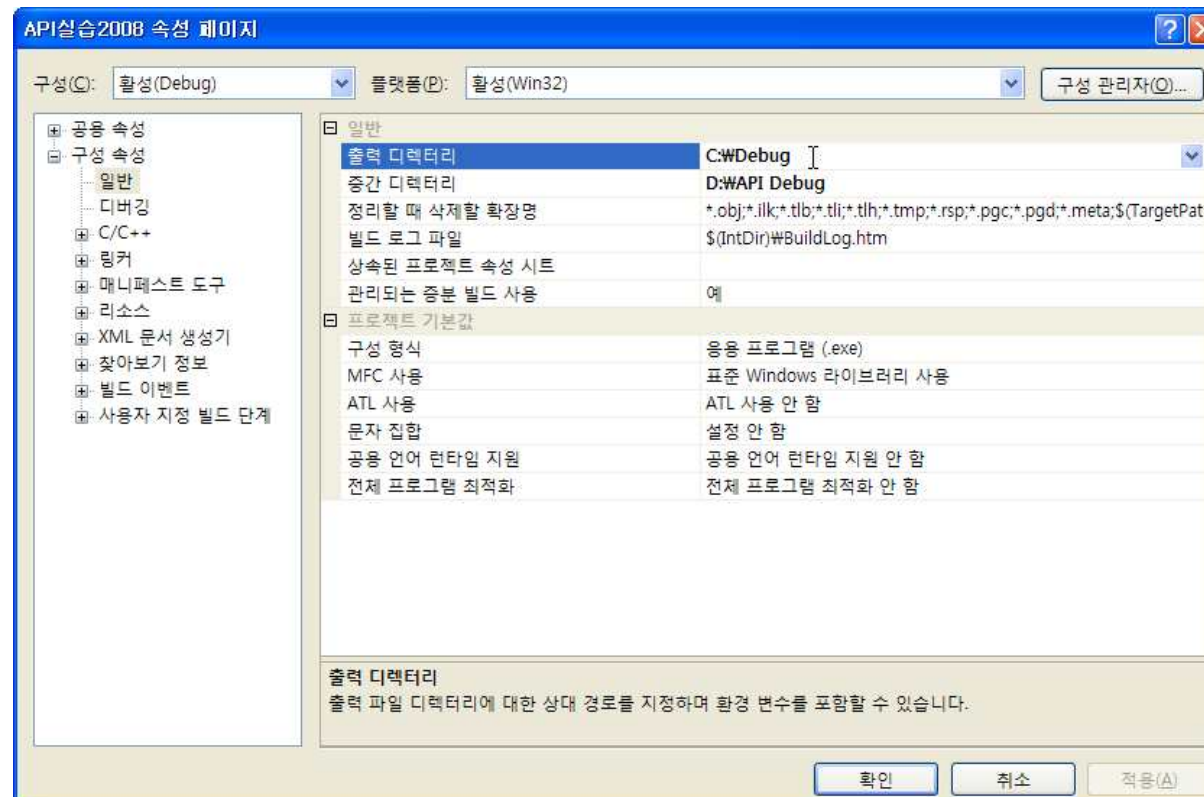 API실습2008 속성 페이지
구성(C): 활성(Debug) 플랫폼(P): 활성(Win32) 구성 관리자(O)...
공용 속성
구성 속성
일반
디버깅
C/C++
링커
매니페스트 도구
리소스
XML 문서 생성기
찾아보기 정보
빌드 이벤트
사용자 지정 빌드 단계
일반
출력 디렉터리 C:₩Debug
중간 디렉터리 D:₩API Debug
정리할 때 삭제할 확장명 *.obj;*.ilk;*.tlb;*.tli;*.tlh;*.tmp;*.rsp;*.pgc;*.pgd;*.meta;$(TargetPat
빌드 로그 파일 $(IntDir)₩BuildLog.htm
상속된 프로젝트 속성 시트
관리되는 증분 빌드 사용 예
프로젝트 기본값
구성 형식 응용 프로그램 (.exe)
MFC 사용 표준 Windows 라이브러리 사용
ATL 사용 ATL 사용 안 함
문자 집합 설정 안 함
공용 언어 런타임 지원 공용 언어 런타임 지원 안 함
전체 프로그램 최적화 전체 프로그램 최적화 안 함
출력 디렉터리
출력 파일 디렉터리에 대한 상대 경로를 지정하며 환경 변수를 포함할 수 있습니다.
확인 취소 적용(A)